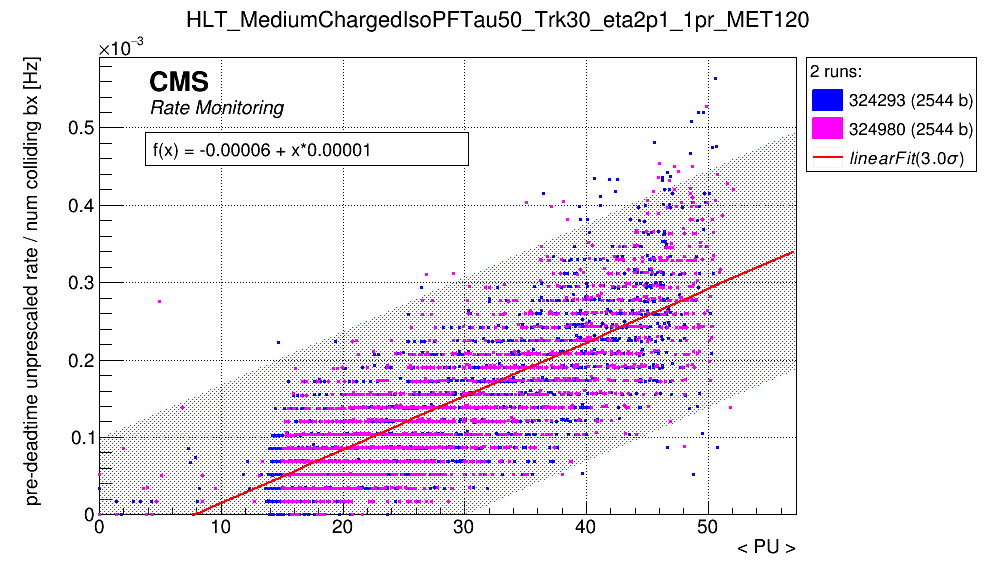 HLT_MediumChargedIsoPFTau50_Trk30_eta2p1_1pr_MET120
×10⁻³
pre-deadtime unprescaled rate / num colliding bx [Hz]
CMS
Rate Monitoring
f(x) = -0.00006 + x*0.00001
2 runs:
324293 (2544 b)
324980 (2544 b)
linearFit(3.0σ)
0.5
0.4
0.3
0.2
0.1
0
0 10 20 30 40 50
< PU >